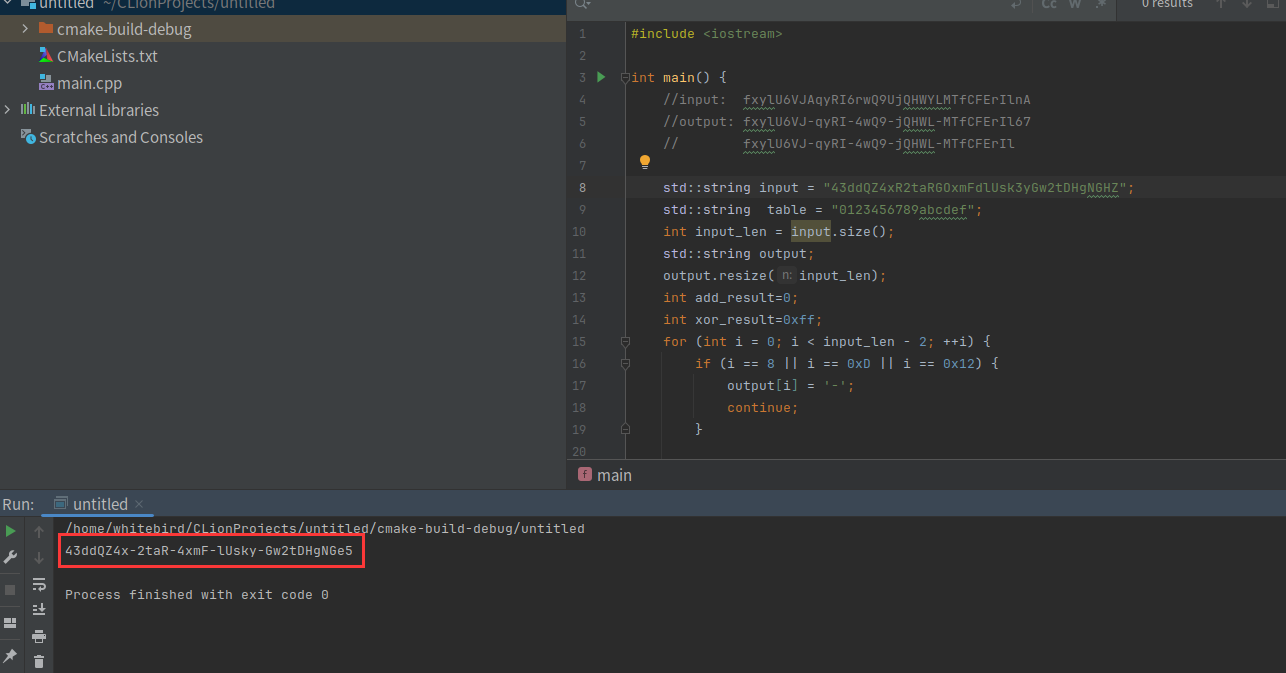 untitled ~/CLionProjects/untitled
cmake-build-debug
CMakeLists.txt
main.cpp
External Libraries
Scratches and Consoles
Cc W .* 0 results
1 #include <iostream>
2
3 int main() {
4 //input: fxylU6VJAqyRI6rwQ9UjQHWYLMTfCFErIlnA
5 //output: fxylU6VJ-qyRI-4wQ9-jQHWL-MTfCFErIl67
6 // fxylU6VJ-qyRI-4wQ9-jQHWL-MTfCFErIl
7
8 std::string input = "43ddQZ4xR2taRGOxmFdlUsk3yGw2tDHgNGHZ";
9 std::string table = "0123456789abcdef";
10 int input_len = input.size();
11 std::string output;
12 output.resize( n: input_len);
13 int add_result=0;
14 int xor_result=0xff;
15 for (int i = 0; i < input_len - 2; ++i) {
16 if (i == 8 || i == 0xD || i == 0x12) {
17 output[i] = '-';
18 continue;
19 }
20
f main
Run: untitled ×
/home/whitebird/CLionProjects/untitled/cmake-build-debug/untitled
43ddQZ4x-2taR-4xmF-lUsky-Gw2tDHgNGe5
Process finished with exit code 0